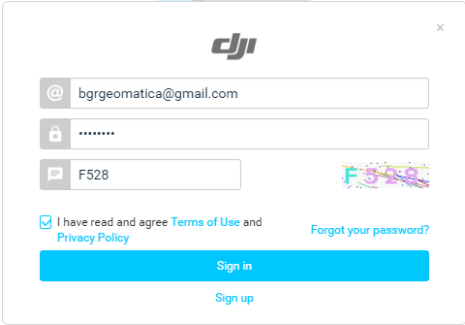 ×
dji
@
bgrgeomatica@gmail.com
••••••••
F528
F528
I have read and agree Terms of Use and
Privacy Policy
Forgot your password?
Sign in
Sign up